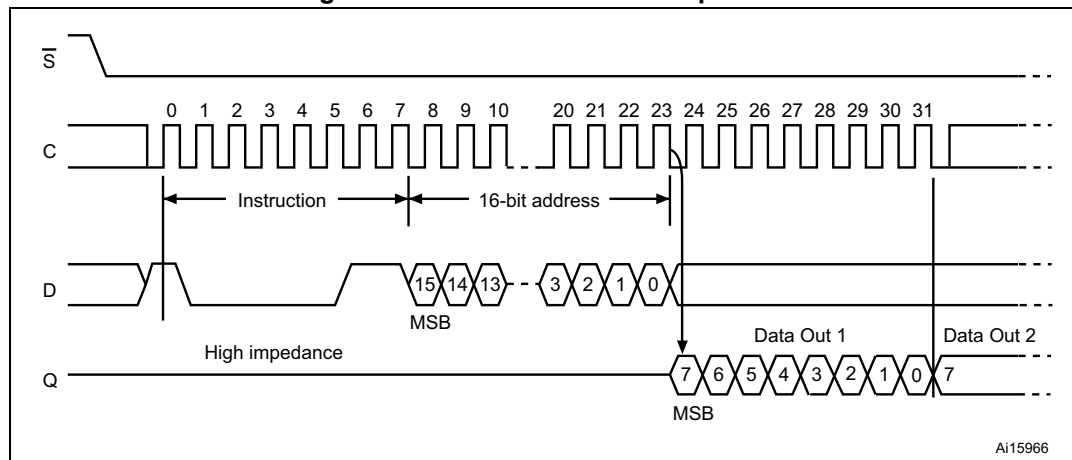 S
0 1 2 3 4 5 6 7 8 9 10 20 21 22 23 24 25 26 27 28 29 30 31
C
Instruction 16-bit address
D 15 14 13 3 2 1 0
MSB
High impedance Data Out 1 Data Out 2
Q 7 6 5 4 3 2 1 0 7
MSB
Ai15966